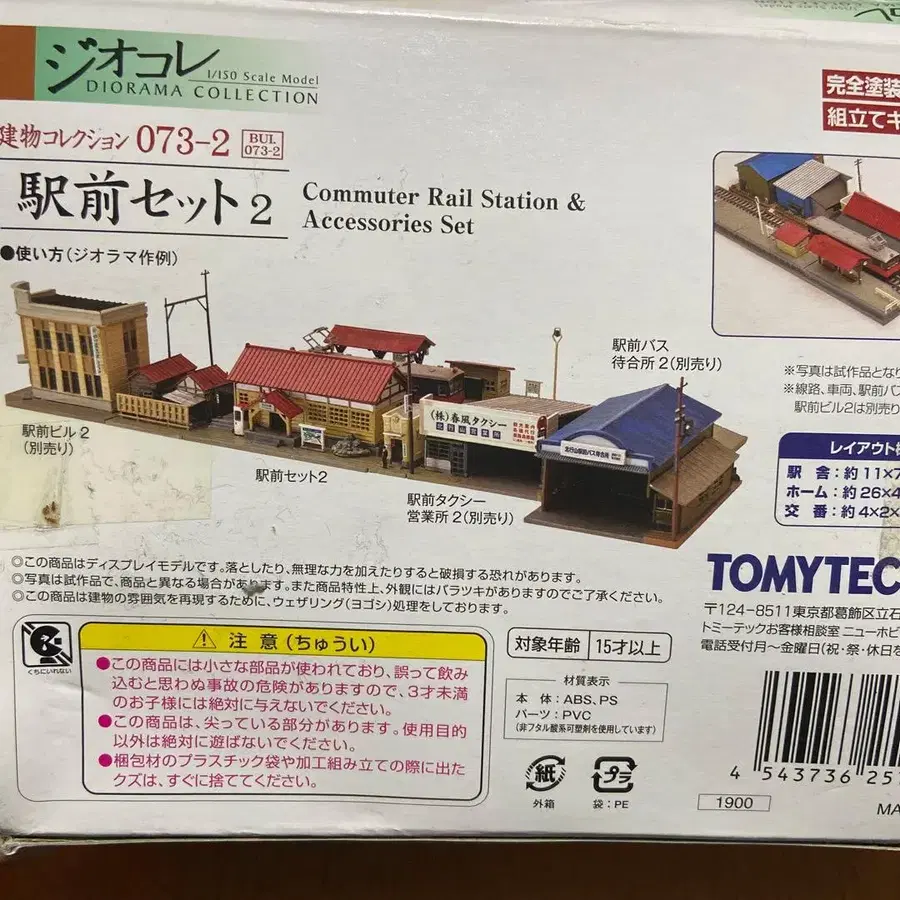 ジオコレ
1/150 Scale Model
DIORAMA COLLECTION
建物コレクション 073-2
BUI.
073-2
駅前セット2
Commuter Rail Station &
Accessories Set
完全塗装
組立てキ
●使い方(ジオラマ作例)
駅前バス
待合所2(別売り)
(株)春風タクシー
北行山営業所
駅前ビル2
(別売り)
駅前セット2
駅前タクシー
営業所2(別売り)
※写真は試作品とな
※線路、車両、駅前バ
駅前ビル2は別売り
レイアウト
駅 舎:約11×7
ホーム:約26×4
交 番:約4×2×
◎この商品はディスプレイモデルです。落としたり、無理な力を加えたりすると破損する恐れがあります。
◎写真は試作品で、商品と異なる場合があります。また商品特性上、外観にはバラツキがありますのでご了承ください。
◎この商品は建物の雰囲気を再現するために、ウェザリング(ヨゴシ)処理をしております。
TOMYTEC
〒124-8511東京都葛飾区立石
トミーテックお客様相談室 ニューホビ
電話受付月〜金曜日(祝・祭・休日を
くちにいれない
注意(ちゅうい)
●この商品には小さな部品が使われており、誤って飲み
込むと思わぬ事故の危険がありますので、3才未満
のお子様には絶対に与えないでください。
●この商品は、尖っている部分があります。使用目的
以外は絶対に遊ばないでください。
●梱包材のプラスチック袋や加工組み立ての際に出た
クズは、すぐに捨ててください。
対象年齢 15才以上
材質表示
本 体:ABS、PS
パーツ:PVC
(非フタル酸系可塑剤を使用しています)
紙
外箱
プラ
袋:PE
1900
4 543736 25
MA